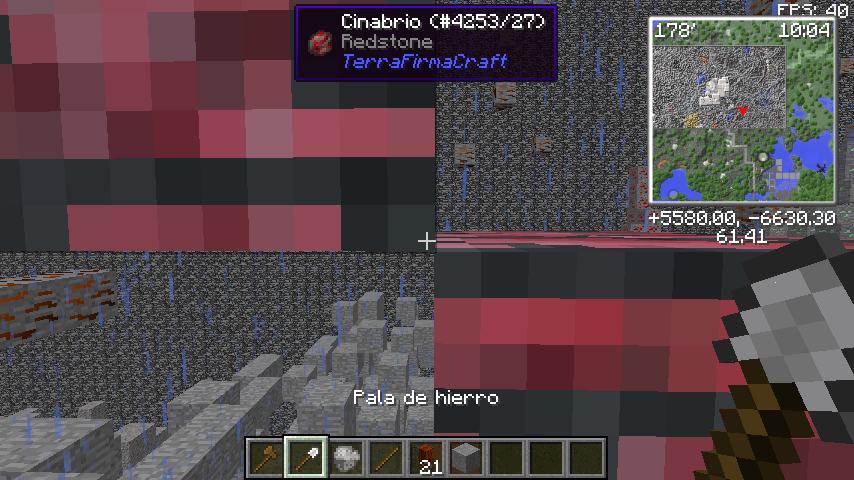 Cinabrio (#4253/27)
Redstone
TerraFirmaCraft
FPS: 40
178°
10:04
+5580.00, -6630.30
61.41
Pala de hierro
21